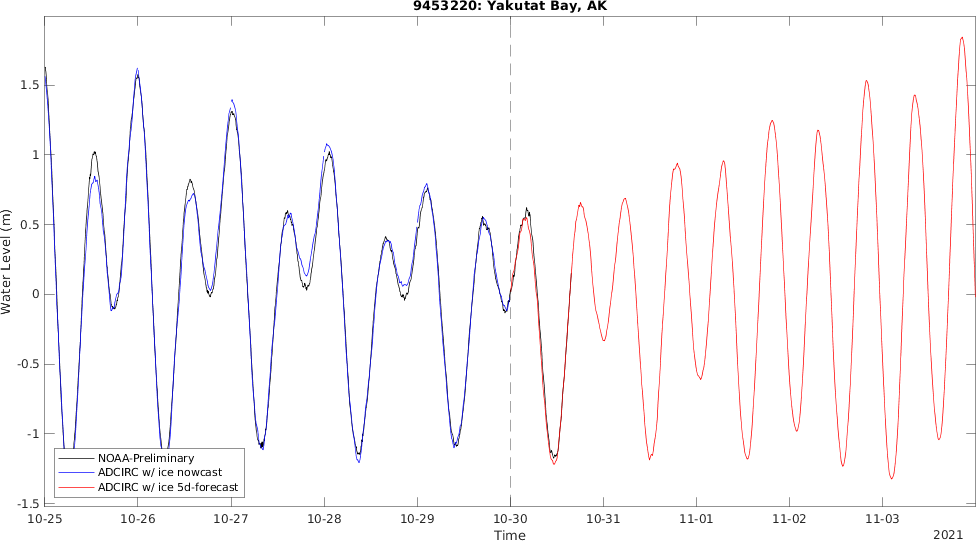 9453220: Yakutat Bay, AK
Water Level (m)
1.5
1
0.5
0
-0.5
-1
-1.5
NOAA-Preliminary
ADCIRC w/ ice nowcast
ADCIRC w/ ice 5d-forecast
10-25 10-26 10-27 10-28 10-29 10-30 10-31 11-01 11-02 11-03
Time
2021